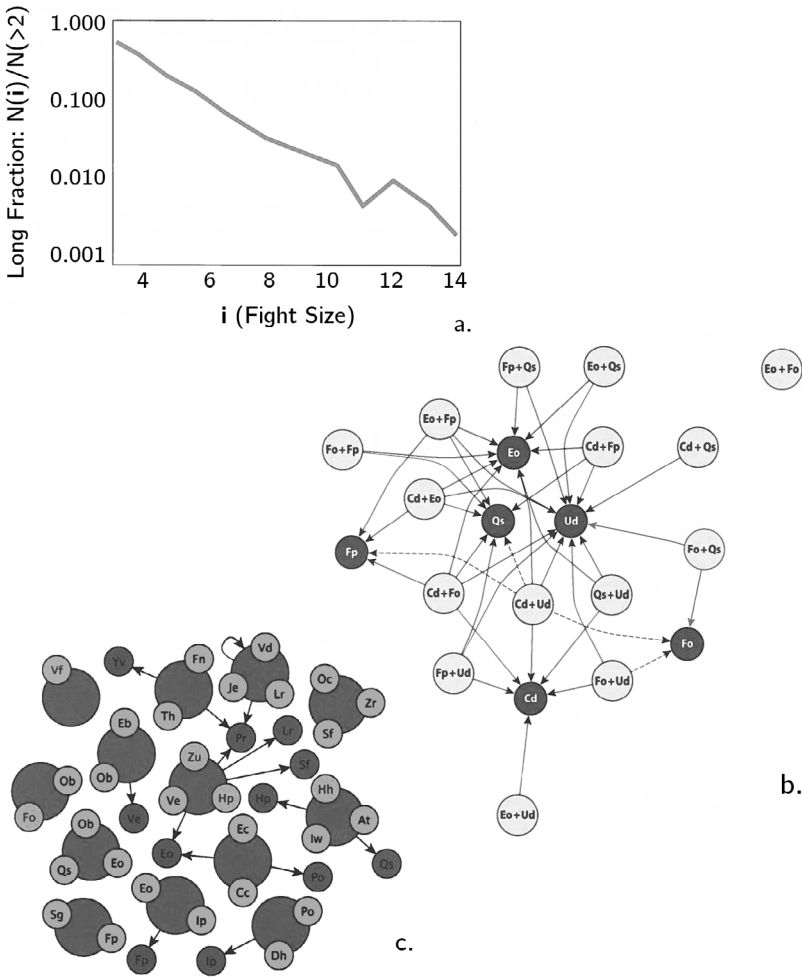 1.000
0.100
0.010
0.001
Long Fraction: N(i)/N(>2)
4 6 8 10 12 14
i (Fight Size)
a.
Fp+Qs
Eo+Qs
Eo+Fo
Eo+Fp
Fo+Fp
Eo
Cd+Fp
Cd+Qs
Cd+Eo
Qs
Ud
Fp
Fo+Qs
Cd+Fo
Cd+Ud
Qs+Ud
Fo
Fp+Ud
Cd
Fo+Ud
Eo+Ud
b.
Vf
Yv
Fn
Th
Vd
Je
Lr
Oc
Zr
Sf
Eb
Ob
Pr
Lr
Sf
Zu
Ve
Hp
Ob
Fo
Ve
Hp
Hh
At
Iw
Ob
Qs
Eo
Eo
Ec
Cc
Po
Qs
Sg
Fp
Eo
Ip
Fp
Po
Dh
Ip
c.